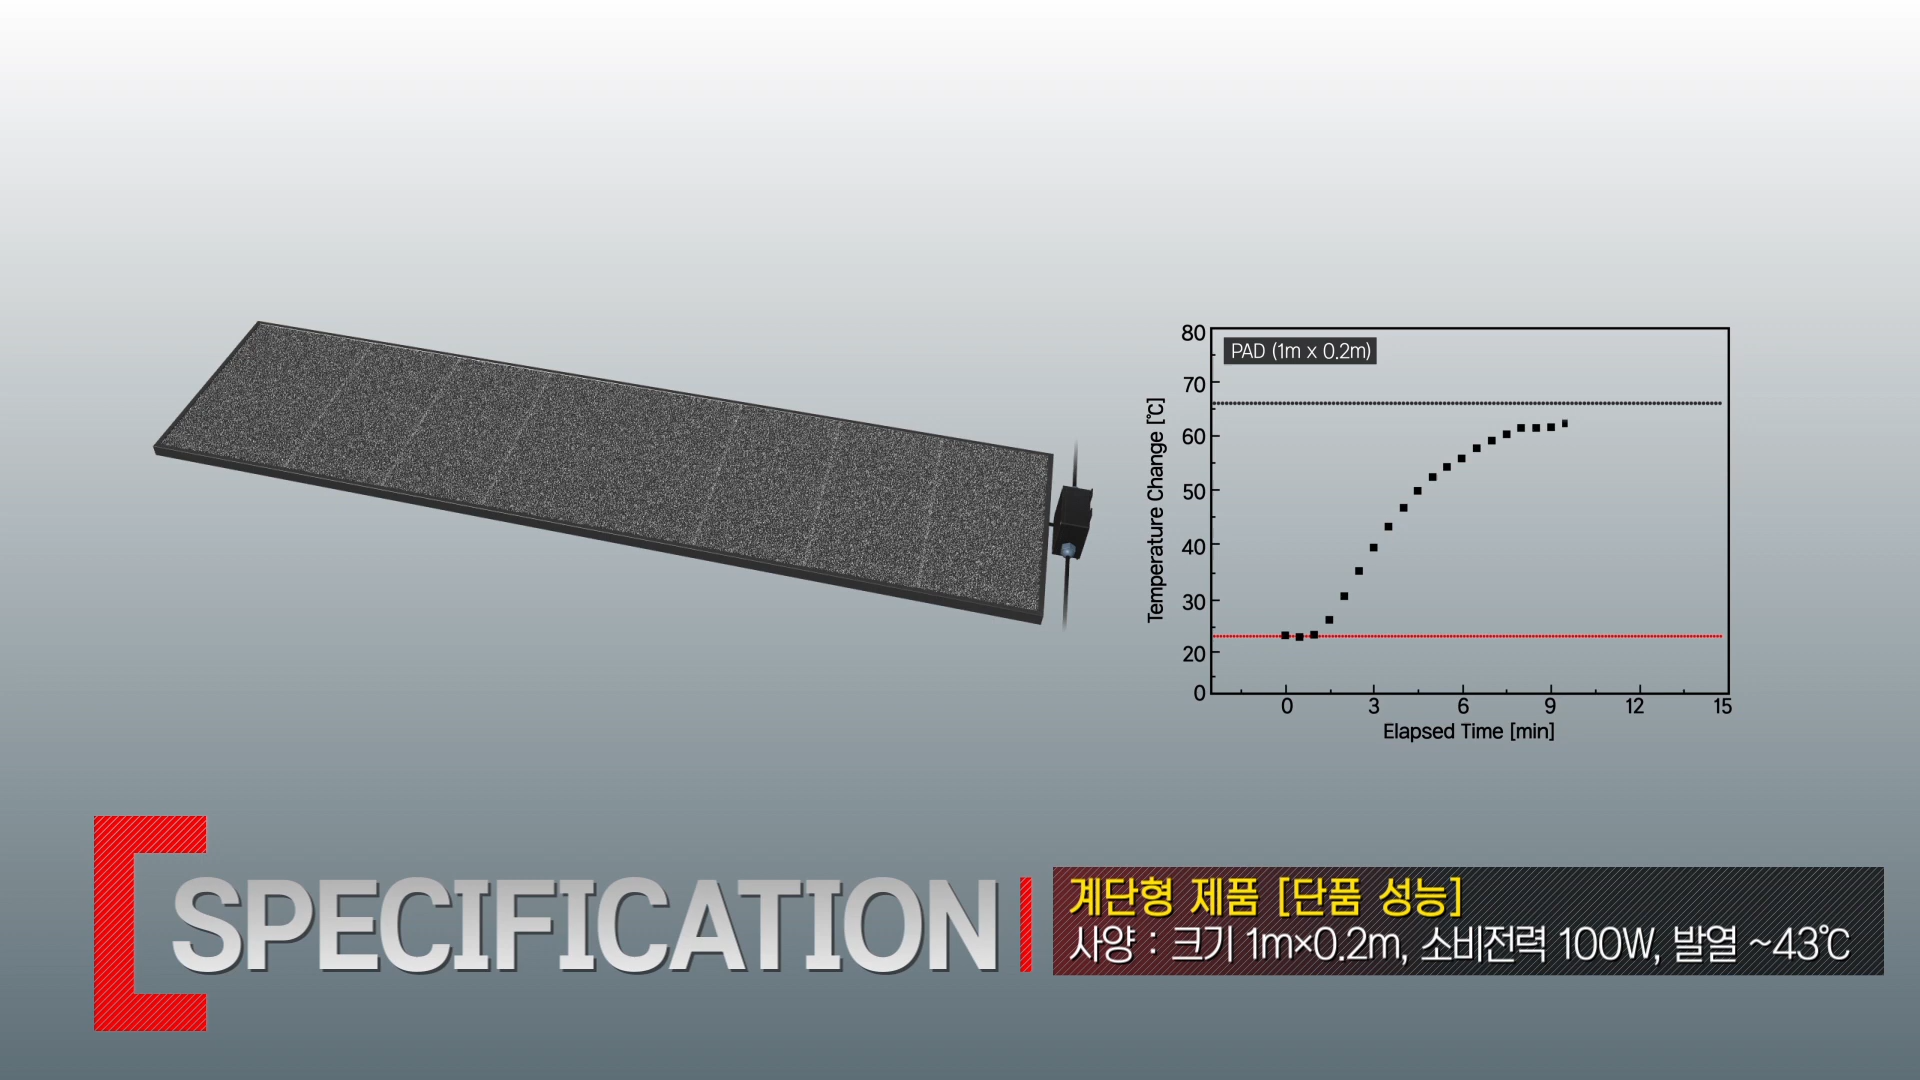 80
PAD (1m x 0.2m)
70
60
50
40
30
20
0
Temperature Change [℃]
0 3 6 9 12 15
Elapsed Time [min]
SPECIFICATION
계단형 제품 [단품 성능]
사양 : 크기 1m×0.2m, 소비전력 100W, 발열 ~43℃